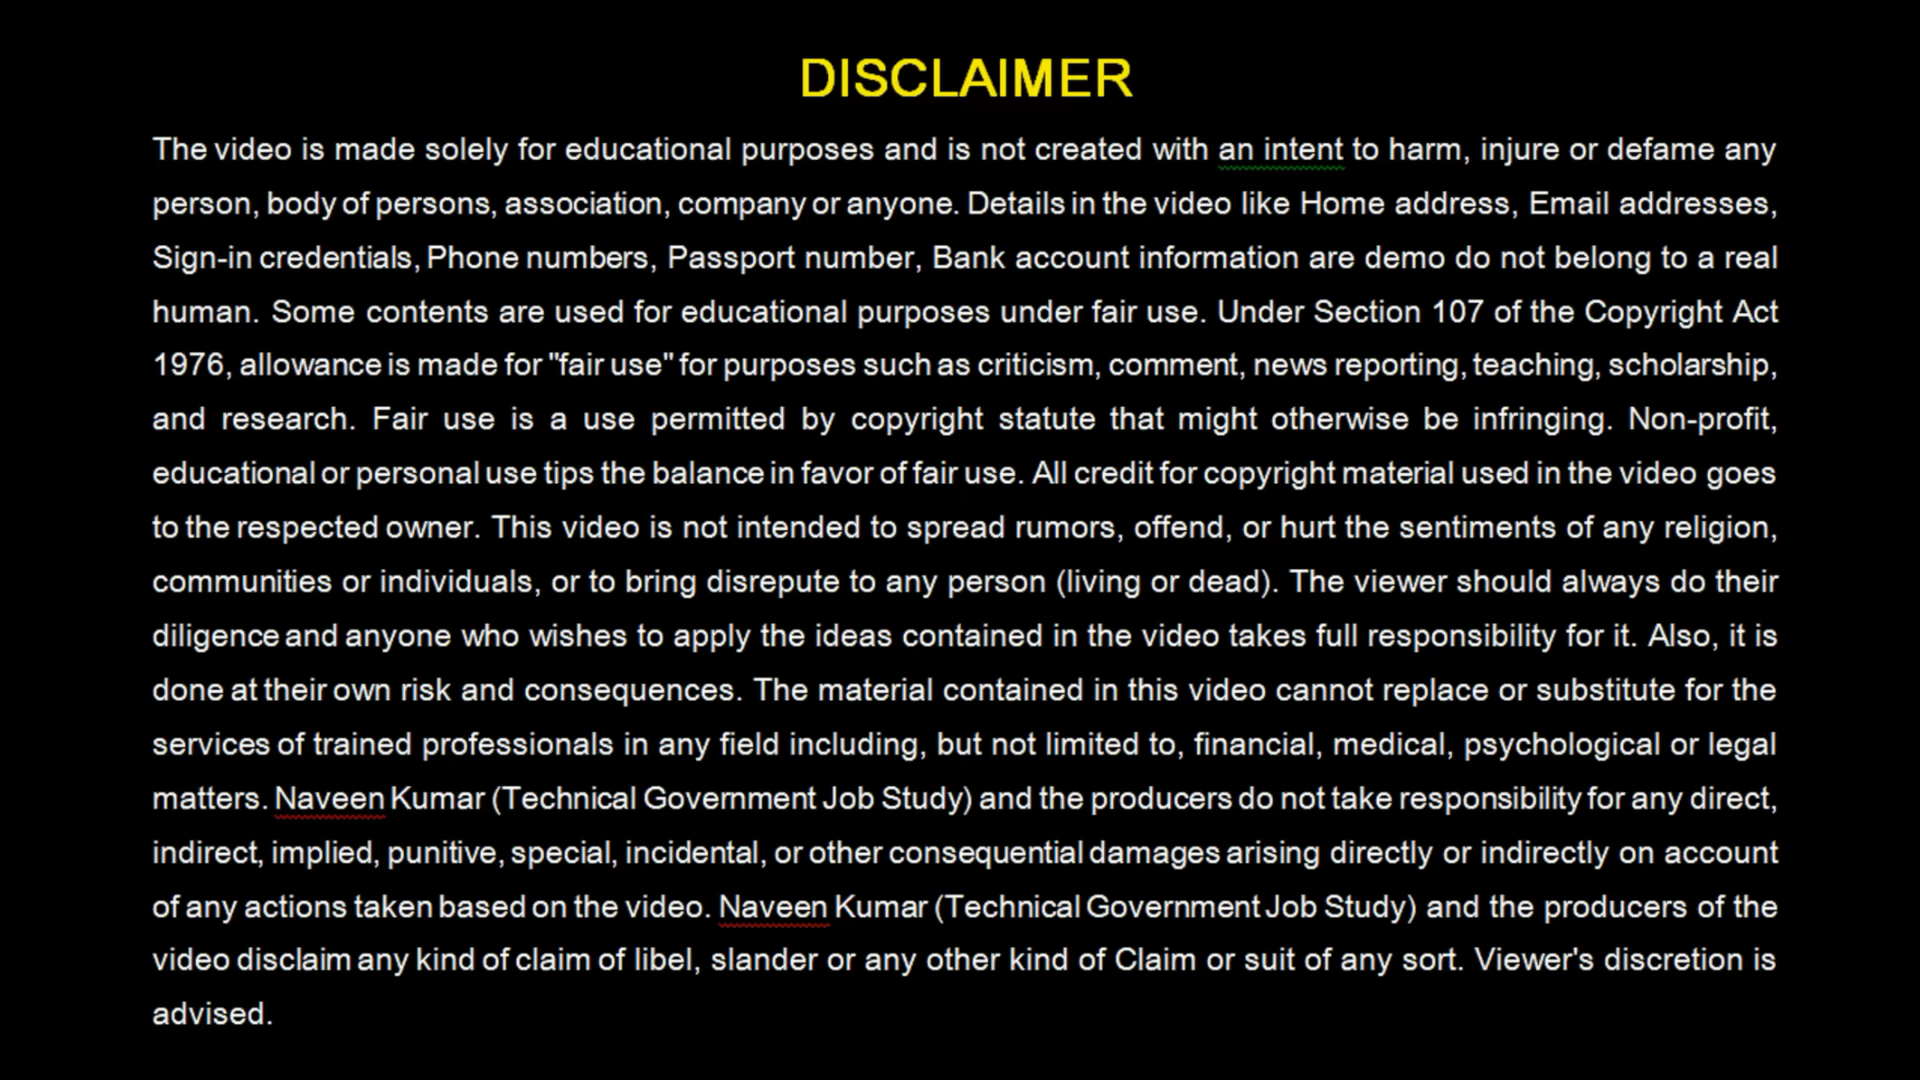 DISCLAIMER
The video is made solely for educational purposes and is not created with an intent to harm, injure or defame any
person, body of persons, association, company or anyone. Details in the video like Home address, Email addresses,
Sign-in credentials, Phone numbers, Passport number, Bank account information are demo do not belong to a real
human. Some contents are used for educational purposes under fair use. Under Section 107 of the Copyright Act
1976, allowance is made for "fair use" for purposes such as criticism, comment, news reporting, teaching, scholarship,
and research. Fair use is a use permitted by copyright statute that might otherwise be infringing. Non-profit,
educational or personal use tips the balance in favor of fair use. All credit for copyright material used in the video goes
to the respected owner. This video is not intended to spread rumors, offend, or hurt the sentiments of any religion,
communities or individuals, or to bring disrepute to any person (living or dead). The viewer should always do their
diligence and anyone who wishes to apply the ideas contained in the video takes full responsibility for it. Also, it is
done at their own risk and consequences. The material contained in this video cannot replace or substitute for the
services of trained professionals in any field including, but not limited to, financial, medical, psychological or legal
matters. Naveen Kumar (Technical Government Job Study) and the producers do not take responsibility for any direct,
indirect, implied, punitive, special, incidental, or other consequential damages arising directly or indirectly on account
of any actions taken based on the video. Naveen Kumar (Technical Government Job Study) and the producers of the
video disclaim any kind of claim of libel, slander or any other kind of Claim or suit of any sort. Viewer's discretion is
advised.